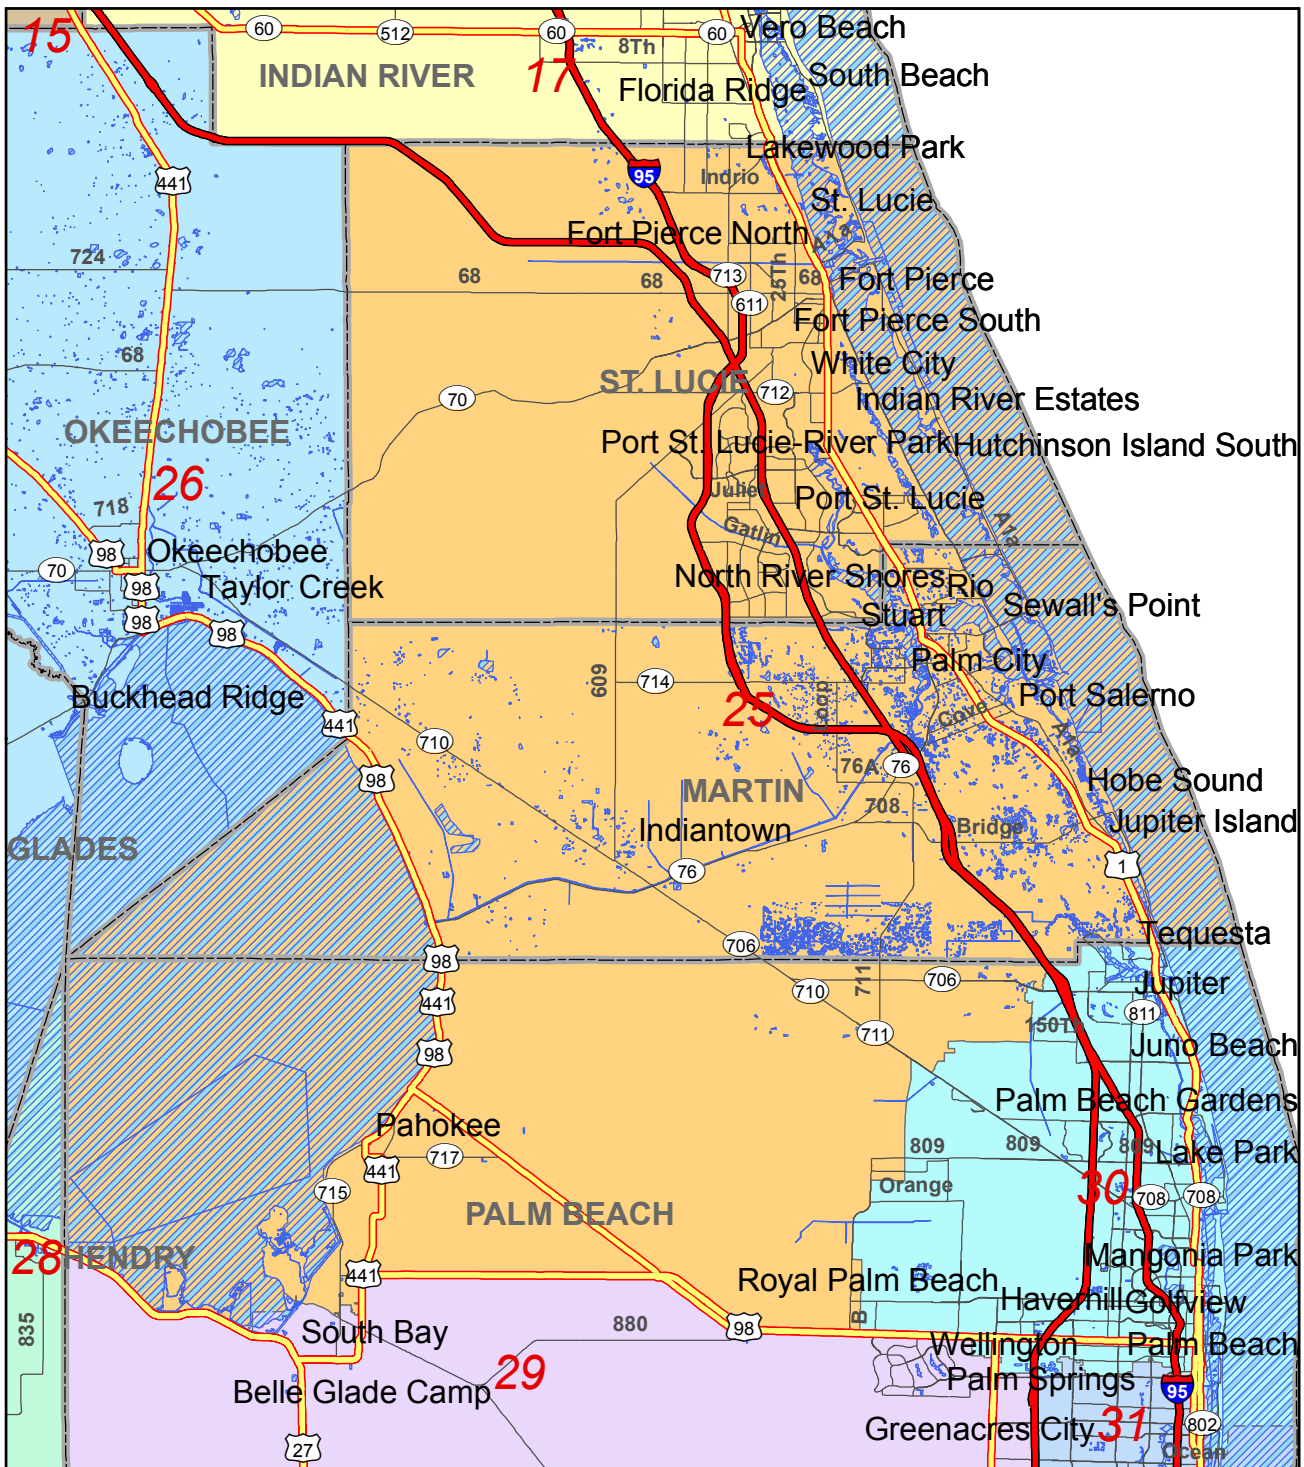 15
60
512
60
60
Vero Beach
8Th
INDIAN RIVER
17
South Beach
Florida Ridge
Lakewood Park
95
Indrio
441
St. Lucie
Fort Pierce North
A1a
724
68
68
713
25Th
68
Fort Pierce
611
Fort Pierce South
68
White City
ST. LUCIE
70
712
Indian River Estates
OKEECHOBEE
Port St. Lucie-River Park
Hutchinson Island South
26
Juliet
Port St. Lucie
718
Gatlin
A1a
98
Okeechobee
70
98
Taylor Creek
North River Shores
Rio
98
98
Stuart
Sewall's Point
Palm City
609
714
Buckhead Ridge
25
Loop
Port Salerno
Cove
441
710
A1a
98
76A
76
Hobe Sound
MARTIN
708
Indiantown
Bridge
Jupiter Island
GLADES
76
1
706
Tequesta
98
711
706
Jupiter
710
441
811
150Th
711
98
Juno Beach
Palm Beach Gardens
Pahokee
809
809
809
Lake Park
717
441
Orange
30
715
708
708
PALM BEACH
28
HENDRY
Mangonia Park
441
Royal Palm Beach
Haverhill
Golfview
B
835
South Bay
880
98
Wellington
Palm Beach
29
Palm Springs
Belle Glade Camp
95
Greenacres City
31
802
27
Ocean